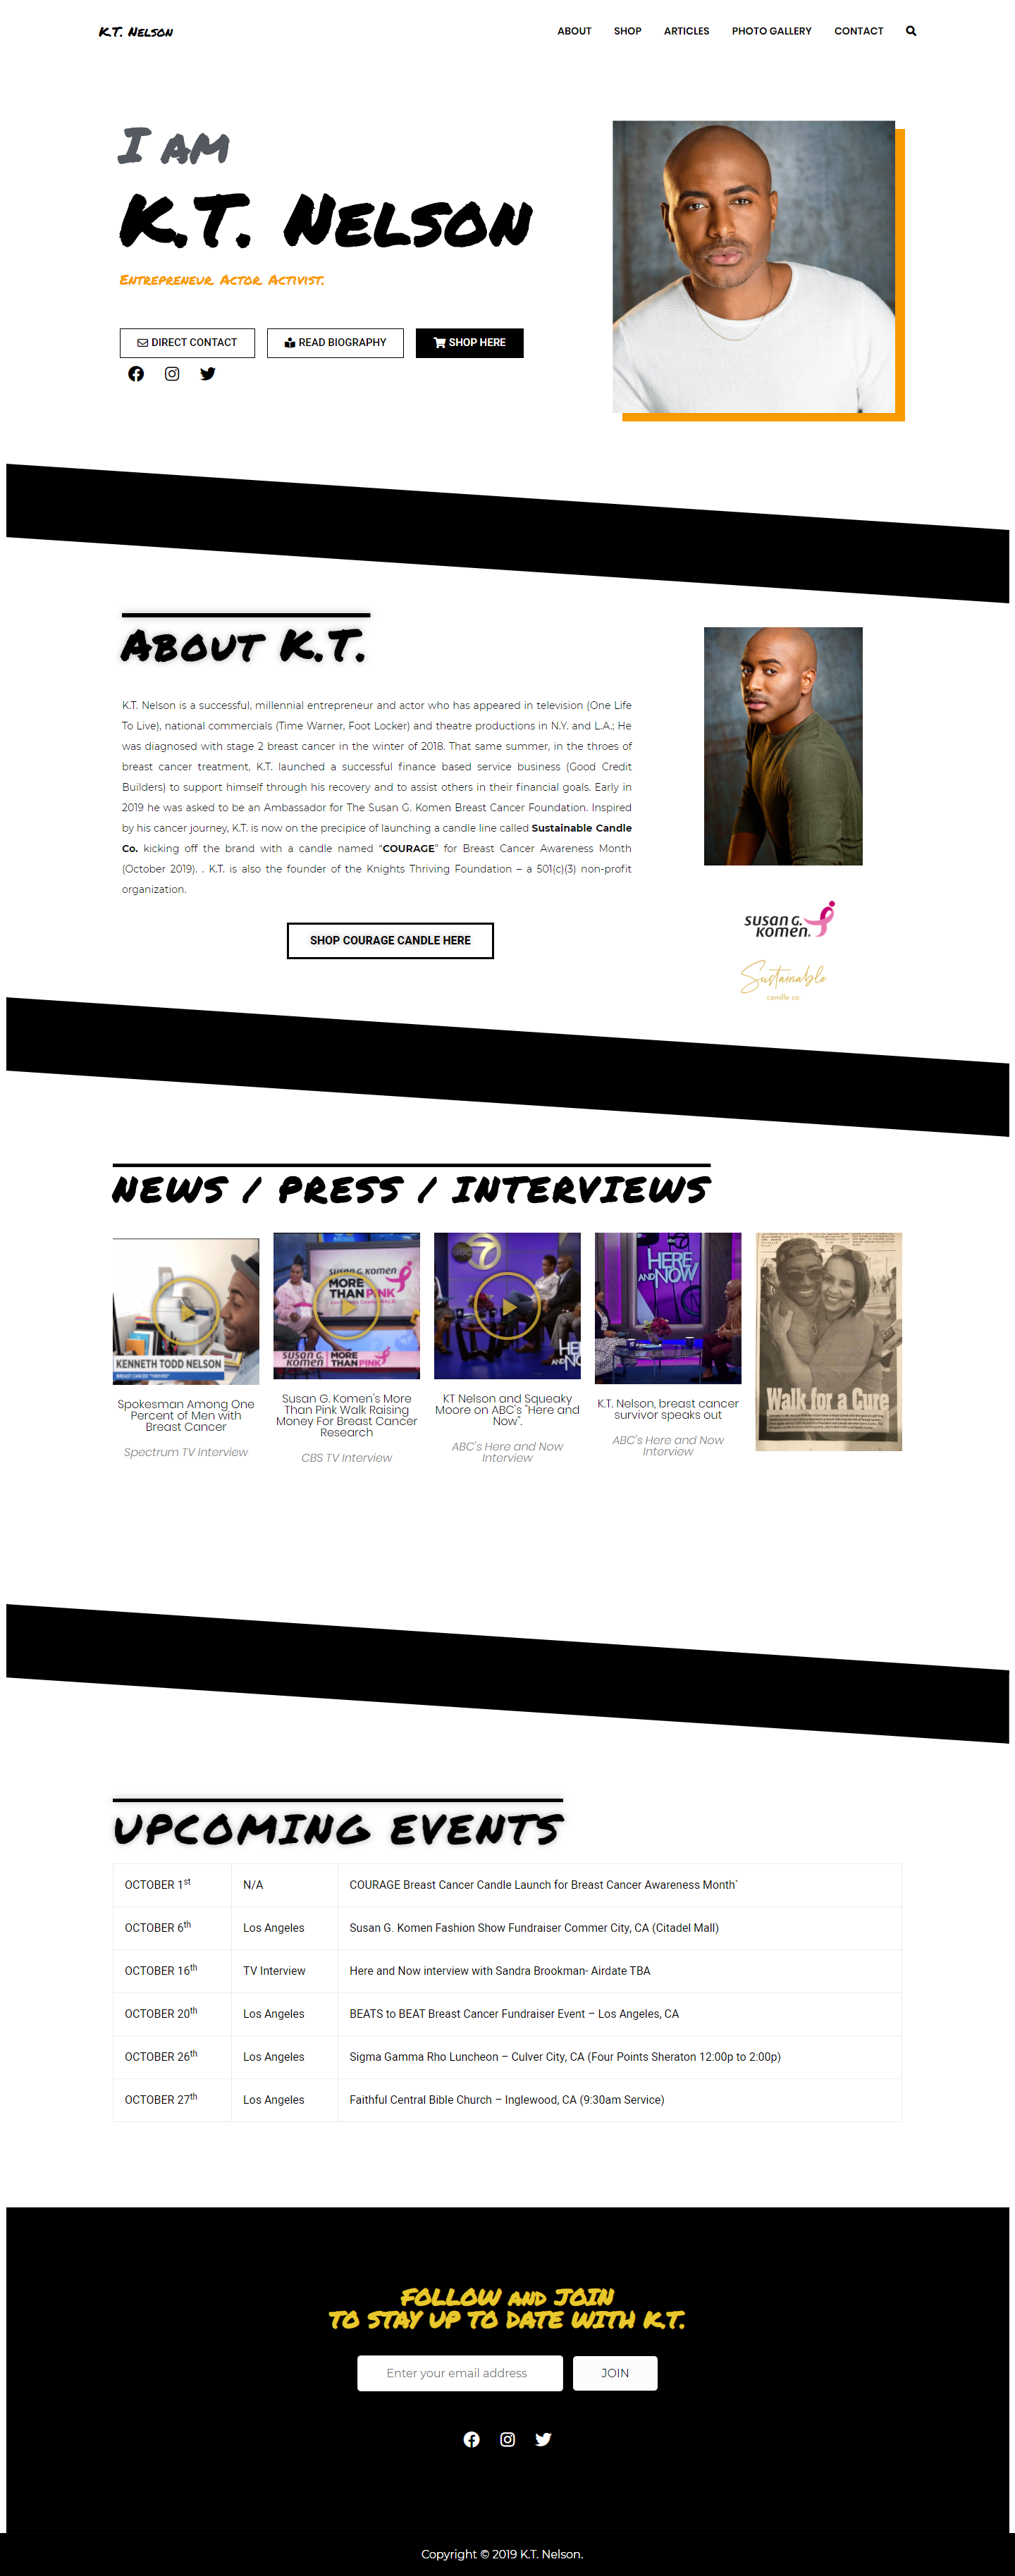 K.T. Nelson
ABOUT
SHOP
ARTICLES
PHOTO GALLERY
CONTACT
I am
K.T. Nelson
Entrepreneur. Actor. Activist.
DIRECT CONTACT
READ BIOGRAPHY
SHOP HERE
About K.T.
K.T. Nelson is a successful, millennial entrepreneur and actor who has appeared in television (One Life
To Live), national commercials (Time Warner, Foot Locker) and theatre productions in N.Y. and L.A.; He
was diagnosed with stage 2 breast cancer in the winter of 2018. That same summer, in the throes of
breast cancer treatment, K.T. launched a successful finance based service business (Good Credit
Builders) to support himself through his recovery and to assist others in their financial goals. Early in
2019 he was asked to be an Ambassador for The Susan G. Komen Breast Cancer Foundation. Inspired
by his cancer journey, K.T. is now on the precipice of launching a candle line called Sustainable Candle
Co. kicking off the brand with a candle named “COURAGE” for Breast Cancer Awareness Month
(October 2019). . K.T. is also the founder of the Knights Thriving Foundation – a 501(c)(3) non-profit
organization.
SHOP COURAGE CANDLE HERE
susan G.
komen.
Sustainable
candle co
NEWS / PRESS / INTERVIEWS
KENNETH TODD NELSON
BREAST CANCER "THRIVER"
Spokesman Among One
Percent of Men with
Breast Cancer
Spectrum TV Interview
susan G. komen
MORE
THAN PINK
WALK
susan G.
komen
MORE
THAN PINK
Susan G. Komen's More
Than Pink Walk Raising
Money For Breast Cancer
Research
CBS TV Interview
abc 7
HE
ANDNO
KT Nelson and Squeaky
Moore on ABC's "Here and
Now".
ABC's Here and Now
Interview
HERE
AND NOW
K.T. Nelson, breast cancer
survivor speaks out
ABC's Here and Now
Interview
Walk for a Cure
UPCOMING EVENTS
OCTOBER 1st
N/A
COURAGE Breast Cancer Candle Launch for Breast Cancer Awareness Month`
OCTOBER 6th
Los Angeles
Susan G. Komen Fashion Show Fundraiser Commer City, CA (Citadel Mall)
OCTOBER 16th
TV Interview
Here and Now interview with Sandra Brookman- Airdate TBA
OCTOBER 20th
Los Angeles
BEATS to BEAT Breast Cancer Fundraiser Event – Los Angeles, CA
OCTOBER 26th
Los Angeles
Sigma Gamma Rho Luncheon – Culver City, CA (Four Points Sheraton 12:00p to 2:00p)
OCTOBER 27th
Los Angeles
Faithful Central Bible Church – Inglewood, CA (9:30am Service)
FOLLOW and JOIN
TO STAY UP TO DATE WITH K.T.
Enter your email address
JOIN
Copyright © 2019 K.T. Nelson.